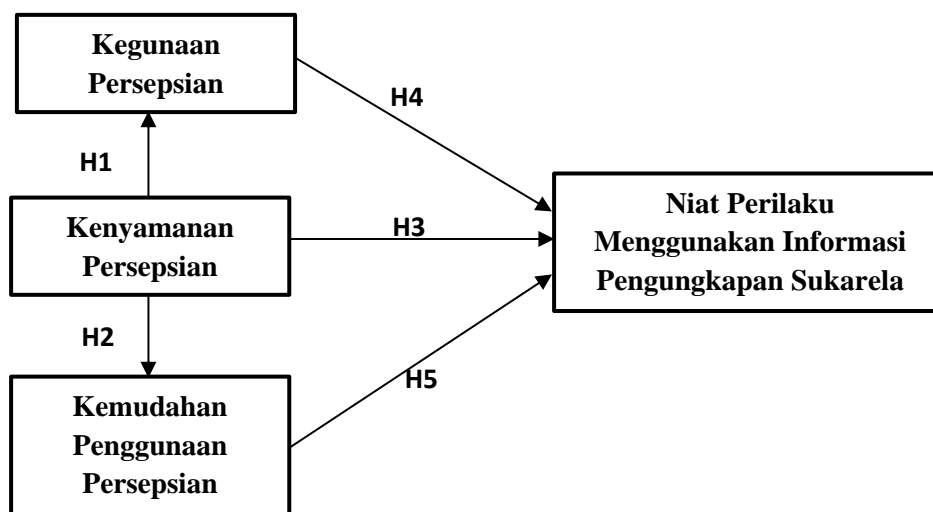 Kegunaan
Persepsian
H4
H1
Kenyamanan
Persepsian
H3
Niat Perilaku
Menggunakan Informasi
Pengungkapan Sukarela
H2
H5
Kemudahan
Penggunaan
Persepsian